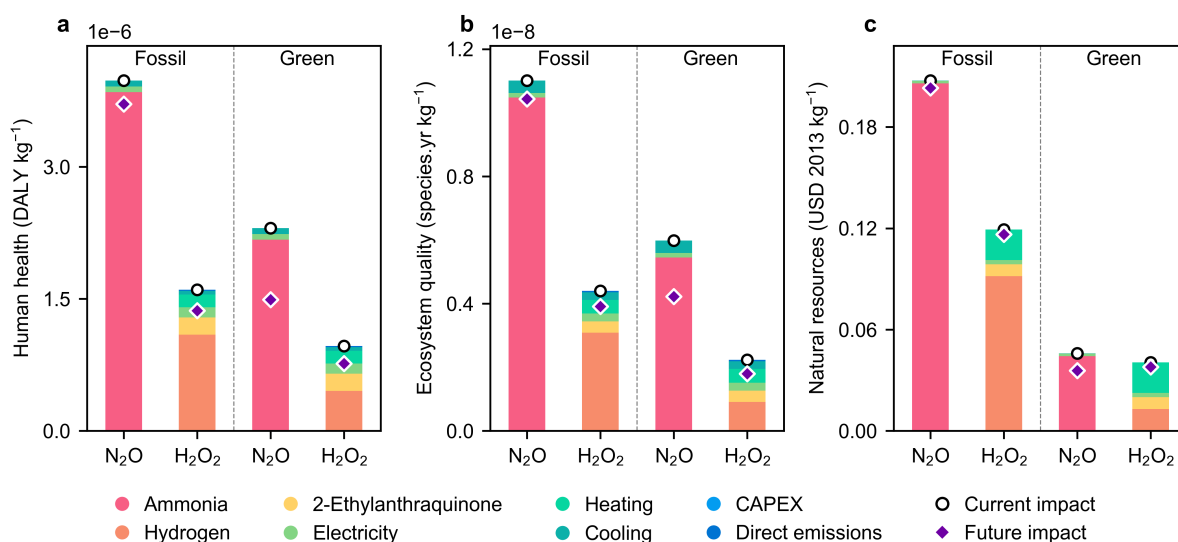 a
1e−6
Fossil
Green
Human health (DALY kg⁻¹)
3.0
1.5
0.0
N₂O
H₂O₂
N₂O
H₂O₂
b
1e−8
Fossil
Green
Ecosystem quality (species.yr kg⁻¹)
1.2
0.8
0.4
0.0
N₂O
H₂O₂
N₂O
H₂O₂
c
Fossil
Green
Natural resources (USD 2013 kg⁻¹)
0.18
0.12
0.06
0.00
N₂O
H₂O₂
N₂O
H₂O₂
Ammonia
2-Ethylanthraquinone
Heating
CAPEX
Current impact
Hydrogen
Electricity
Cooling
Direct emissions
Future impact